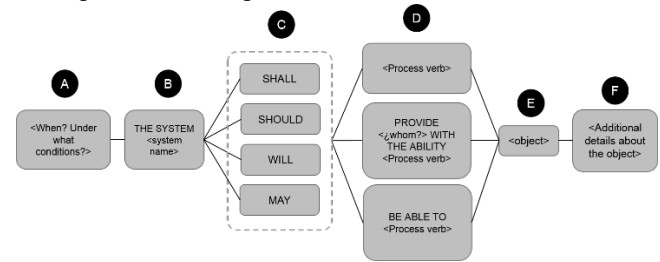 A
B
C
D
E
F
<When? Under
what
conditions?>
THE SYSTEM
<system
name>
SHALL
SHOULD
WILL
MAY
<Process verb>
PROVIDE
<¿whom?> WITH
THE ABILITY
<Process verb>
BE ABLE TO
<Process verb>
<object>
<Additional
details about
the object>